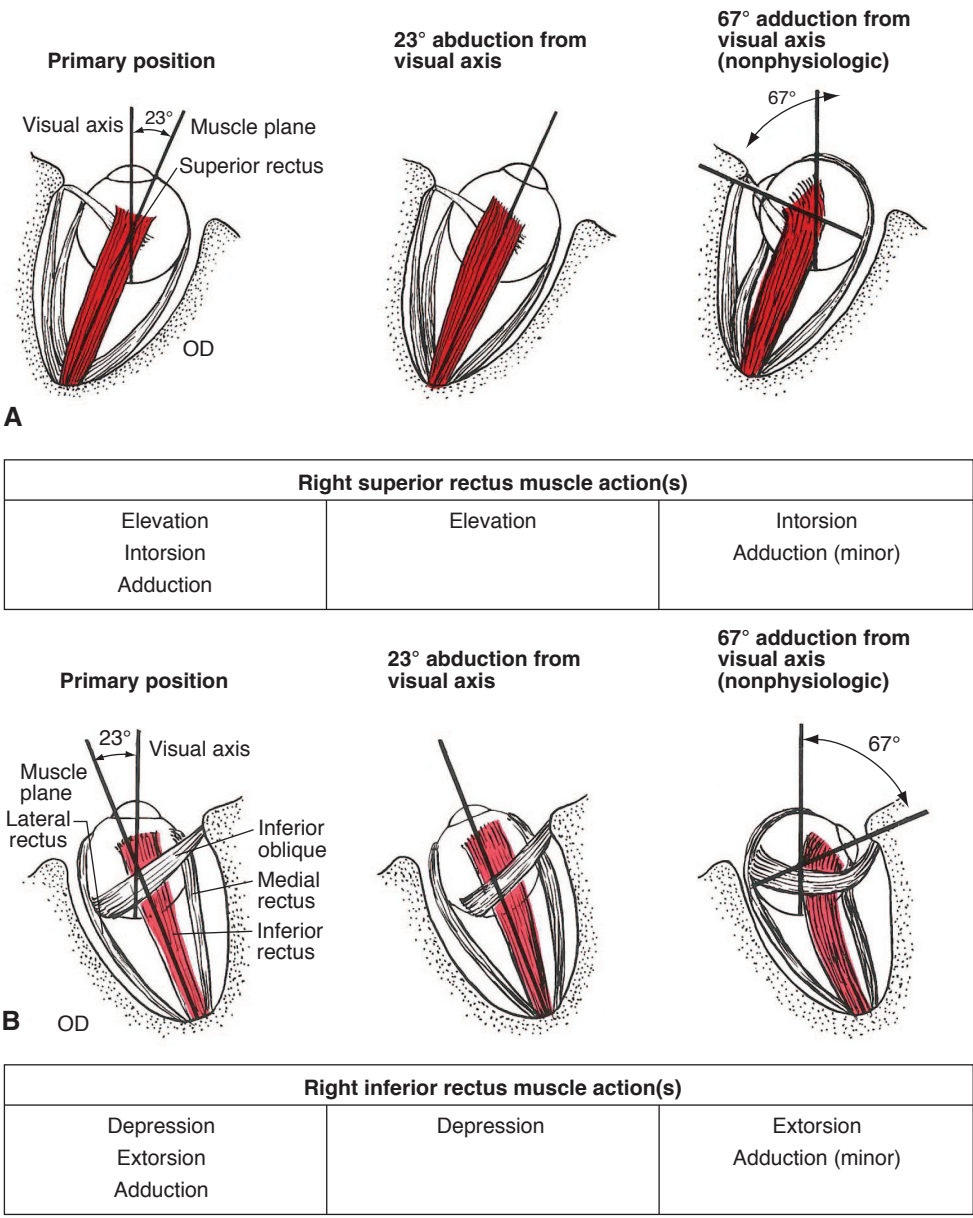 Primary position
23° abduction from
visual axis
67° adduction from
visual axis
(nonphysiologic)
Visual axis
23°
Muscle plane
Superior rectus
67°
OD
A
Right superior rectus muscle action(s)
Elevation
Intorsion
Adduction
Elevation
Intorsion
Adduction (minor)
Primary position
23° abduction from
visual axis
67° adduction from
visual axis
(nonphysiologic)
23°
Visual axis
Muscle
plane
Lateral
rectus
Inferior
oblique
Medial
rectus
Inferior
rectus
67°
B
OD
Right inferior rectus muscle action(s)
Depression
Extorsion
Adduction
Depression
Extorsion
Adduction (minor)